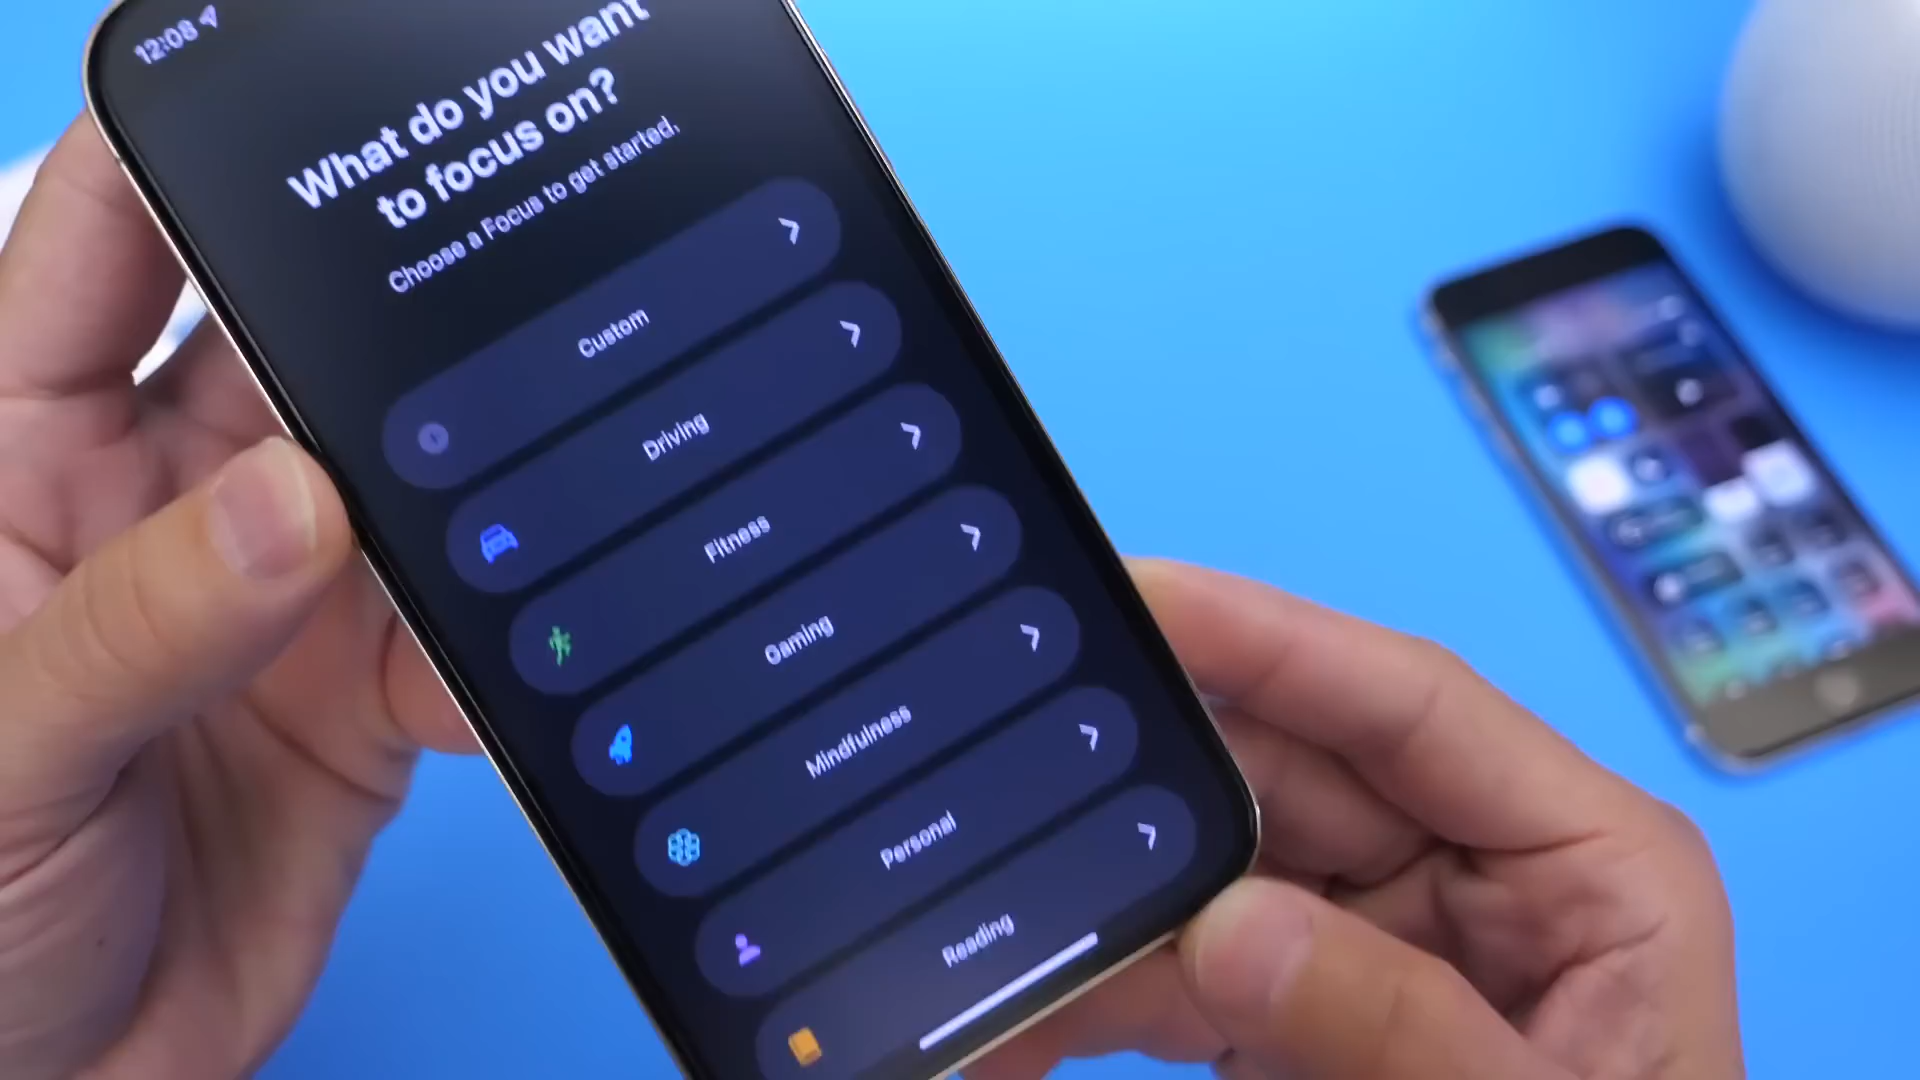 12:08
What do you want
to focus on?
Choose a Focus to get started.
Custom
Driving
Fitness
Gaming
Mindfulness
Personal
Reading